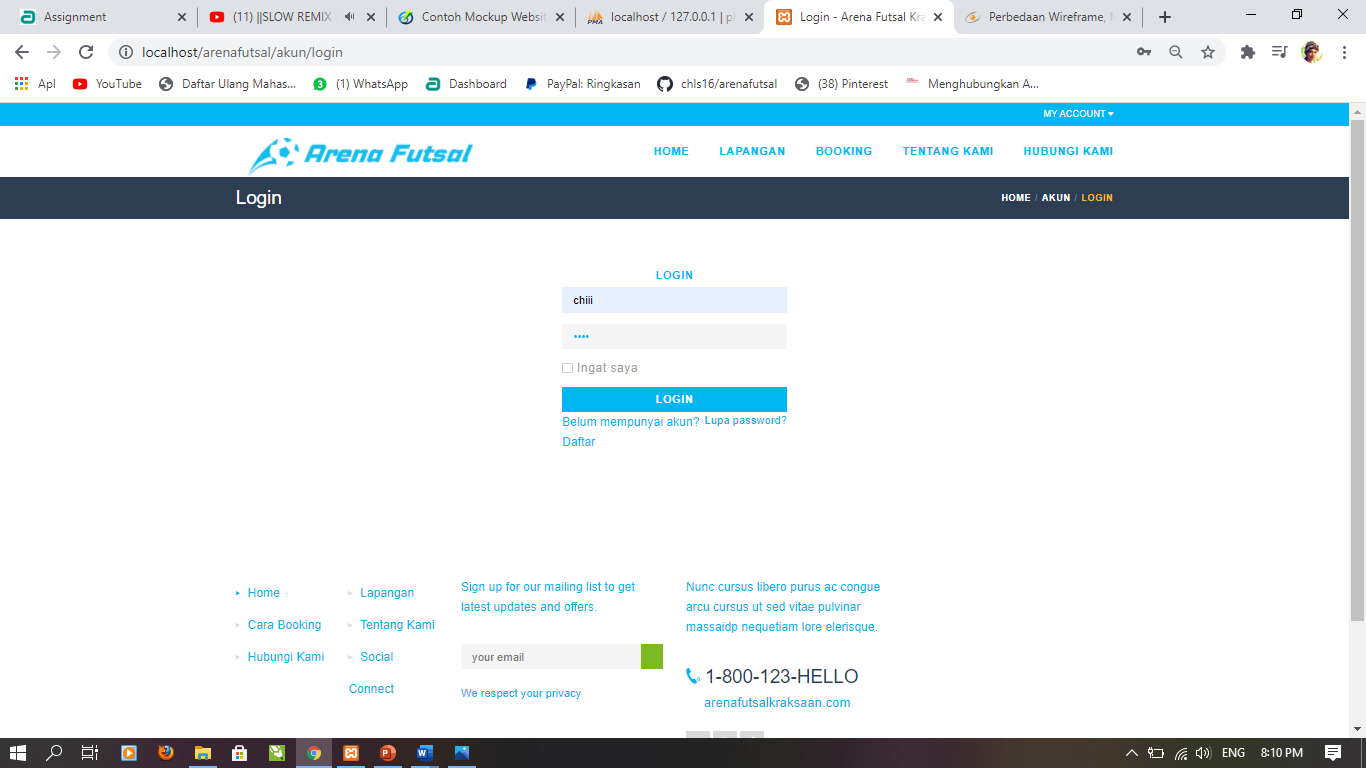 Assignment
(11) ||SLOW REMIX
Contoh Mockup Websit
localhost / 127.0.0.1 | p
Login - Arena Futsal Kra
Perbedaan Wireframe,
localhost/arenafutsal/akun/login
Apl YouTube Daftar Ulang Mahas... (1) WhatsApp Dashboard PayPal: Ringkasan chls16/arenafutsal (38) Pinterest Menghubungkan A...
MY ACCOUNT
Arena Futsal
HOME LAPANGAN BOOKING TENTANG KAMI HUBUNGI KAMI
Login
HOME / AKUN / LOGIN
LOGIN
chiii
••••
Ingat saya
LOGIN
Belum mempunyai akun? Lupa password?
Daftar
Home
Cara Booking
Hubungi Kami
Lapangan
Tentang Kami
Social
Connect
Sign up for our mailing list to get
latest updates and offers.
your email
We respect your privacy
Nunc cursus libero purus ac congue
arcu cursus ut sed vitae pulvinar
massaidp nequetiam lore elerisque.
1-800-123-HELLO
arenafutsalkraksaan.com
ENG 8:10 PM